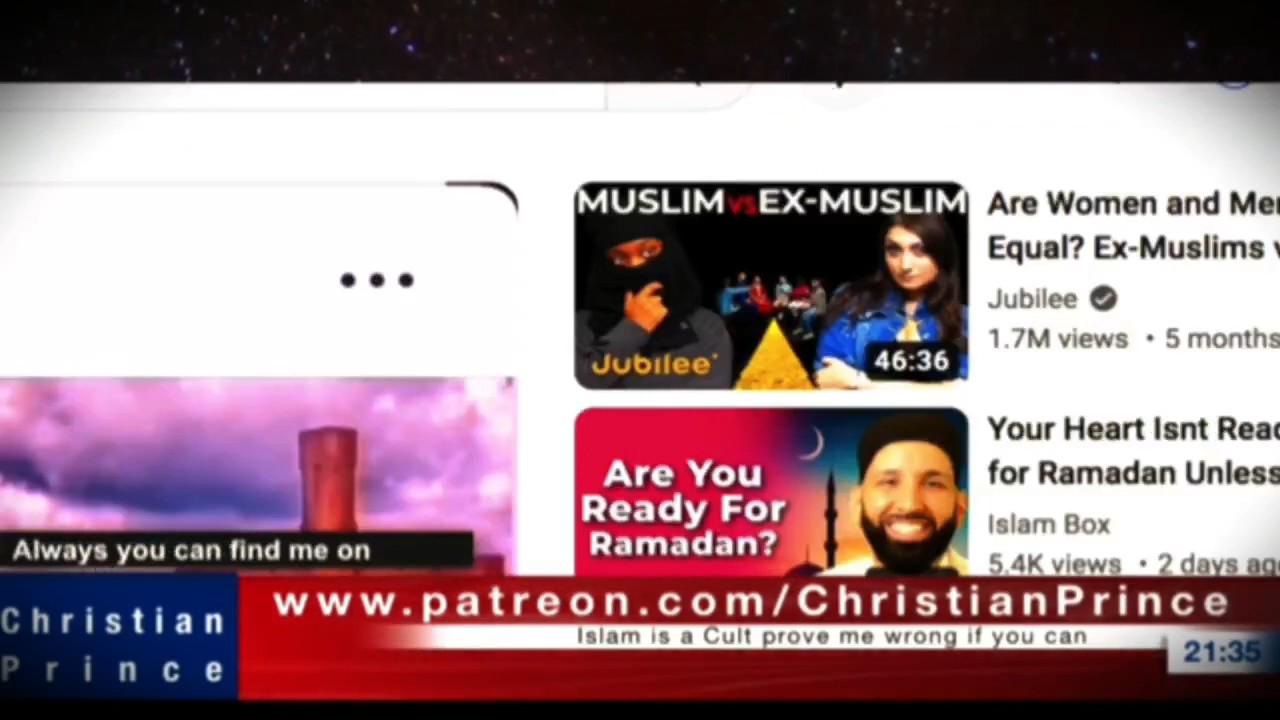 MUSLIM vs EX-MUSLIM
Jubilee
46:36
Are Women and Me
Equal? Ex-Muslims v
Jubilee
1.7M views • 5 months
Are You
Ready For
Ramadan?
Your Heart Isnt Read
for Ramadan Unless
Islam Box
5.4K views • 2 days ago
Always you can find me on
Christian
Prince
www.patreon.com/ChristianPrince
Islam is a Cult prove me wrong if you can
21:35